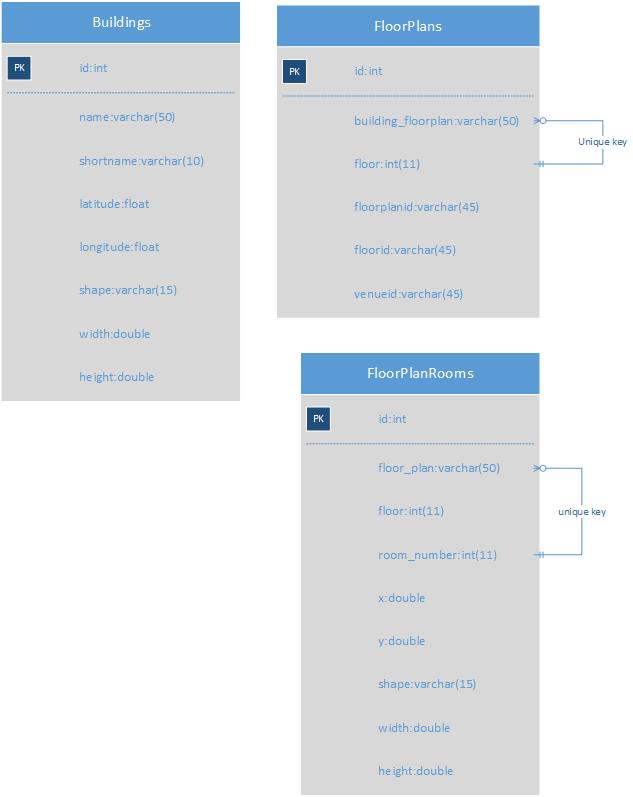 Buildings
PK
id:int
name:varchar(50)
shortname:varchar(10)
latitude:float
longitude:float
shape:varchar(15)
width:double
height:double
FloorPlans
PK
id:int
building_floorplan:varchar(50)
Unique key
floor:int(11)
floorplanid:varchar(45)
floorid:varchar(45)
venueid:varchar(45)
FloorPlanRooms
PK
id:int
floor_plan:varchar(50)
floor:int(11)
unique key
room_number:int(11)
x:double
y:double
shape:varchar(15)
width:double
height:double